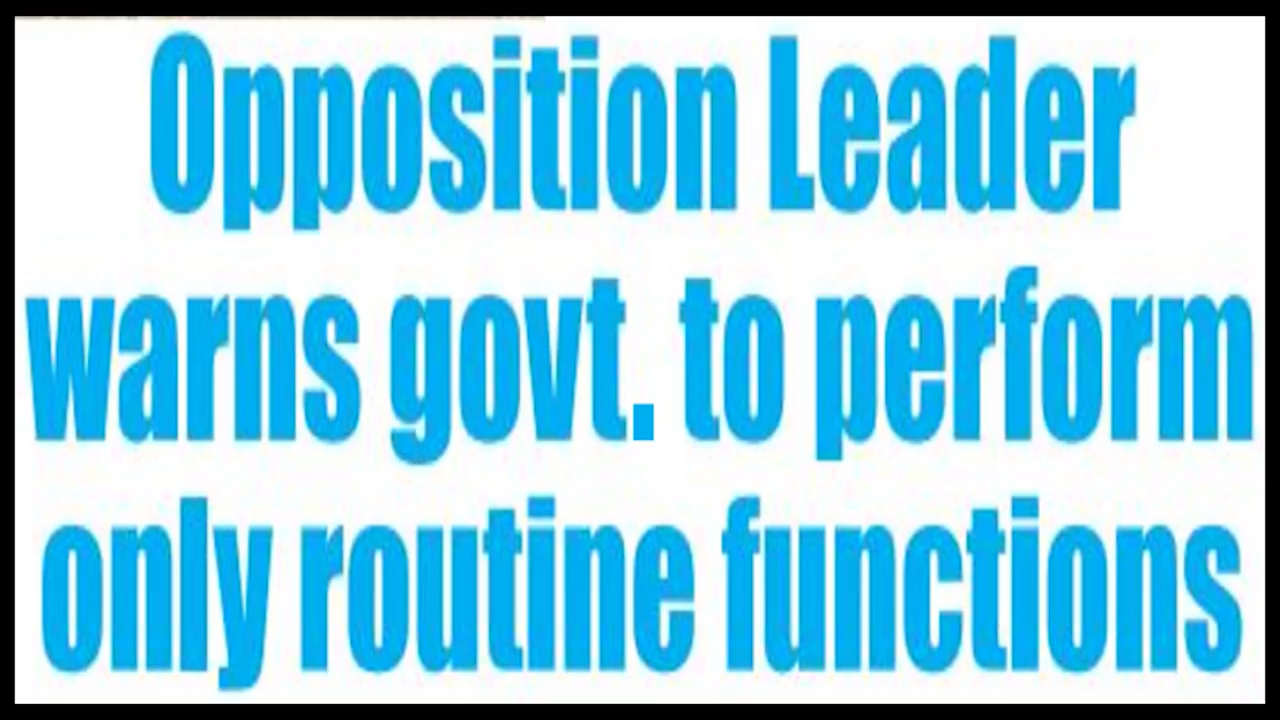 Opposition Leader
warns govt. to perform
only routine functions